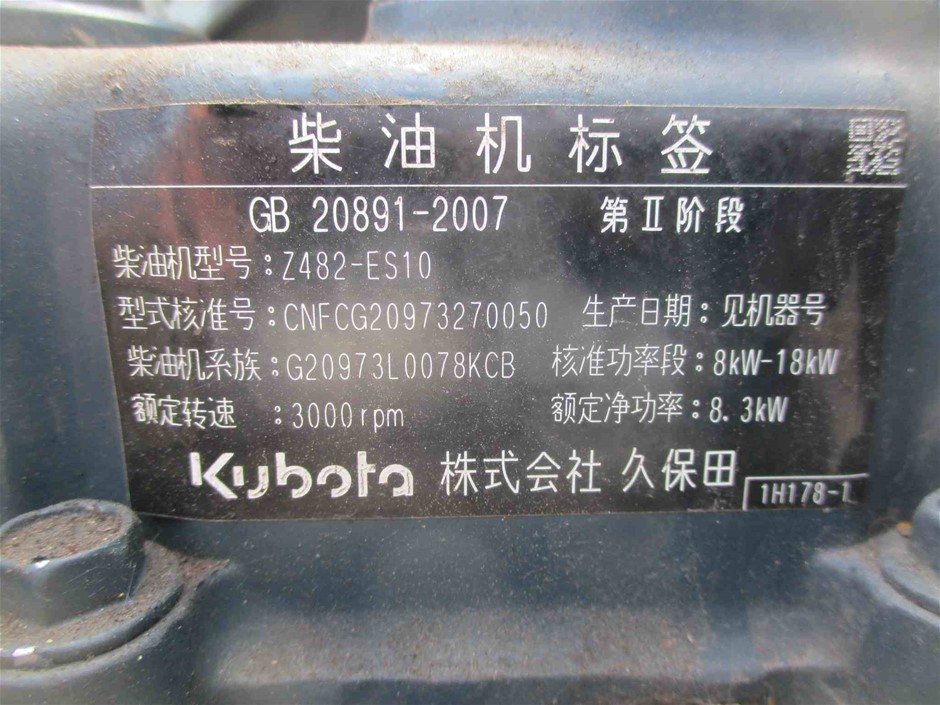 柴油机标签
GB 20891-2007 第Ⅱ阶段
柴油机型号:Z482-ES10
型式核准号:CNFCG20973270050 生产日期:见机器号
柴油机系族:G20973L0078KCB 核准功率段:8kW-18kW
额定转速 :3000rpm 额定净功率:8.3kW
Kubota 株式会社 久保田
1H178-1